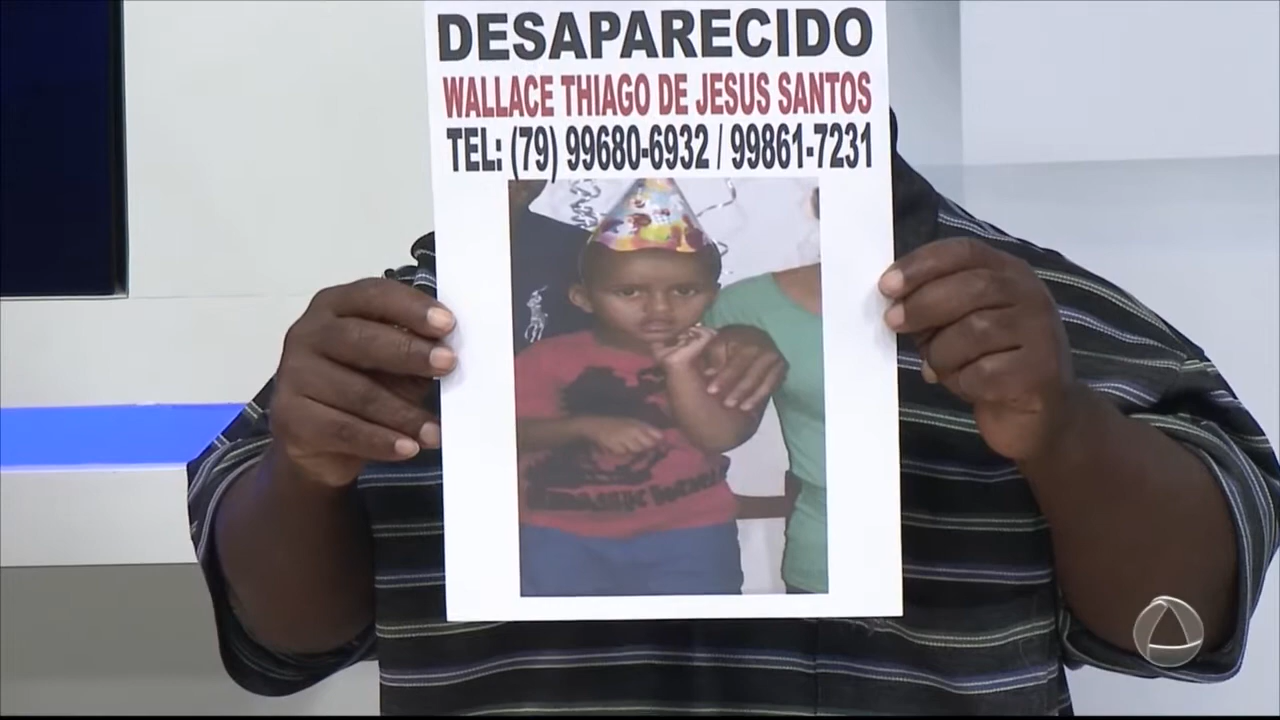 DESAPARECIDO
WALLACE THIAGO DE JESUS SANTOS
TEL: (79) 99680-6932 / 99861-7231